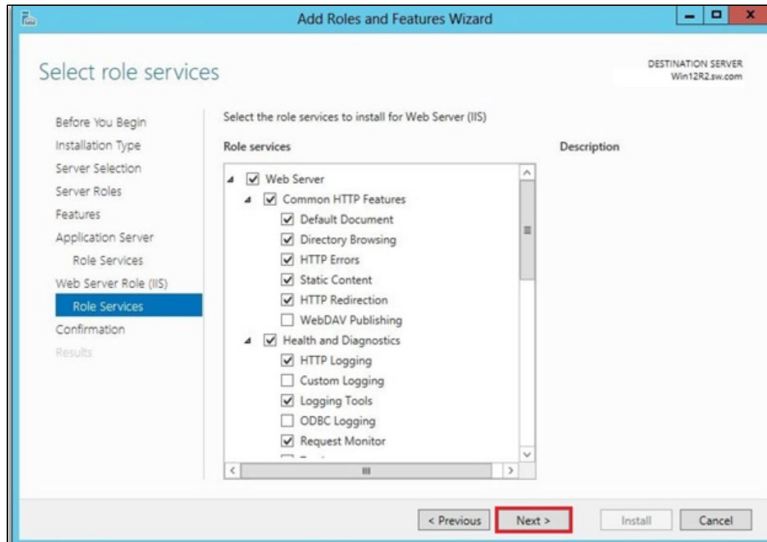 Add Roles and Features Wizard
Select role services
DESTINATION SERVER
Win12R2.sw.com
Before You Begin
Installation Type
Server Selection
Server Roles
Features
Application Server
Role Services
Web Server Role (IIS)
Role Services
Confirmation
Results
Select the role services to install for Web Server (IIS)
Role services
Description
Web Server
Common HTTP Features
Default Document
Directory Browsing
HTTP Errors
Static Content
HTTP Redirection
WebDAV Publishing
Health and Diagnostics
HTTP Logging
Custom Logging
Logging Tools
ODBC Logging
Request Monitor
< Previous
Next >
Install
Cancel